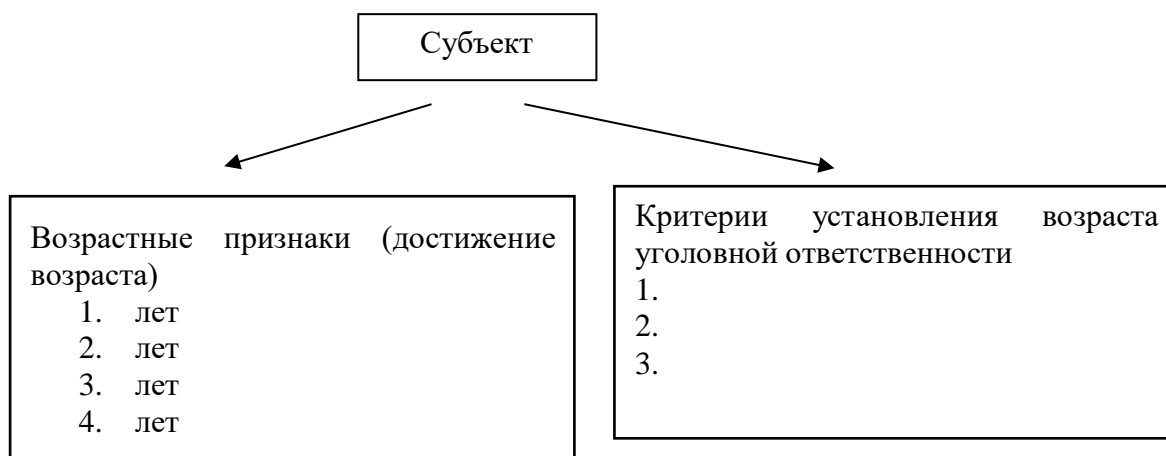 Субъект
Возрастные признаки (достижение
возраста)
1. лет
2. лет
3. лет
4. лет
Критерии установления возраста
уголовной ответственности
1.
2.
3.